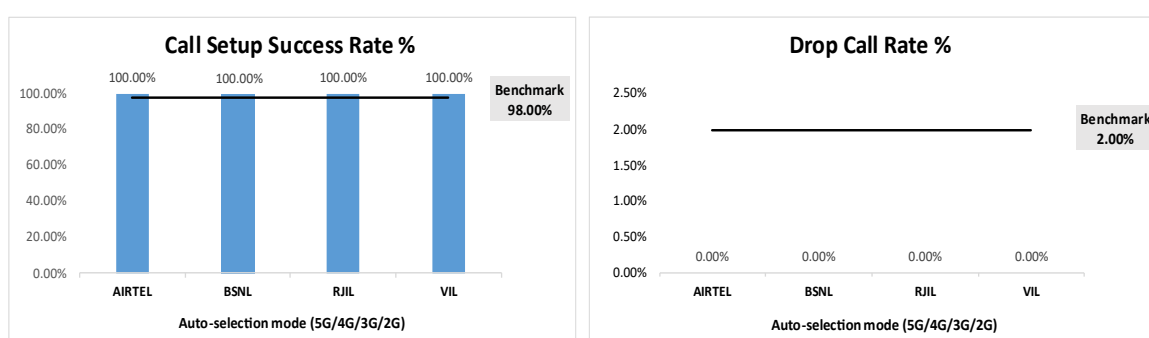 Call Setup Success Rate %
100.00% 100.00% 100.00% 100.00%
Benchmark
98.00%
100.00%
80.00%
60.00%
40.00%
20.00%
0.00%
AIRTEL BSNL RJIL VIL
Auto-selection mode (5G/4G/3G/2G)
Drop Call Rate %
2.50%
2.00%
1.50%
1.00%
0.50%
0.00%
Benchmark
2.00%
0.00% 0.00% 0.00% 0.00%
AIRTEL BSNL RJIL VIL
Auto-selection mode (5G/4G/3G/2G)